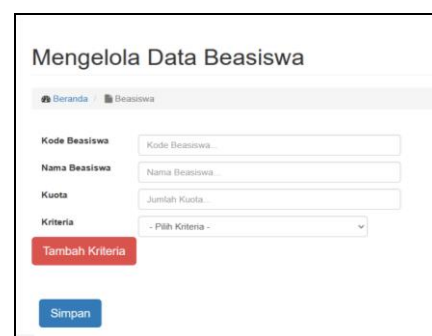 Mengelola Data Beasiswa
Beranda / Beasiswa
Kode Beasiswa Kode Beasiswa...
Nama Beasiswa Nama Beasiswa...
Kuota Jumlah Kuota...
Kriteria - Pilih Kriteria -
Tambah Kriteria
Simpan